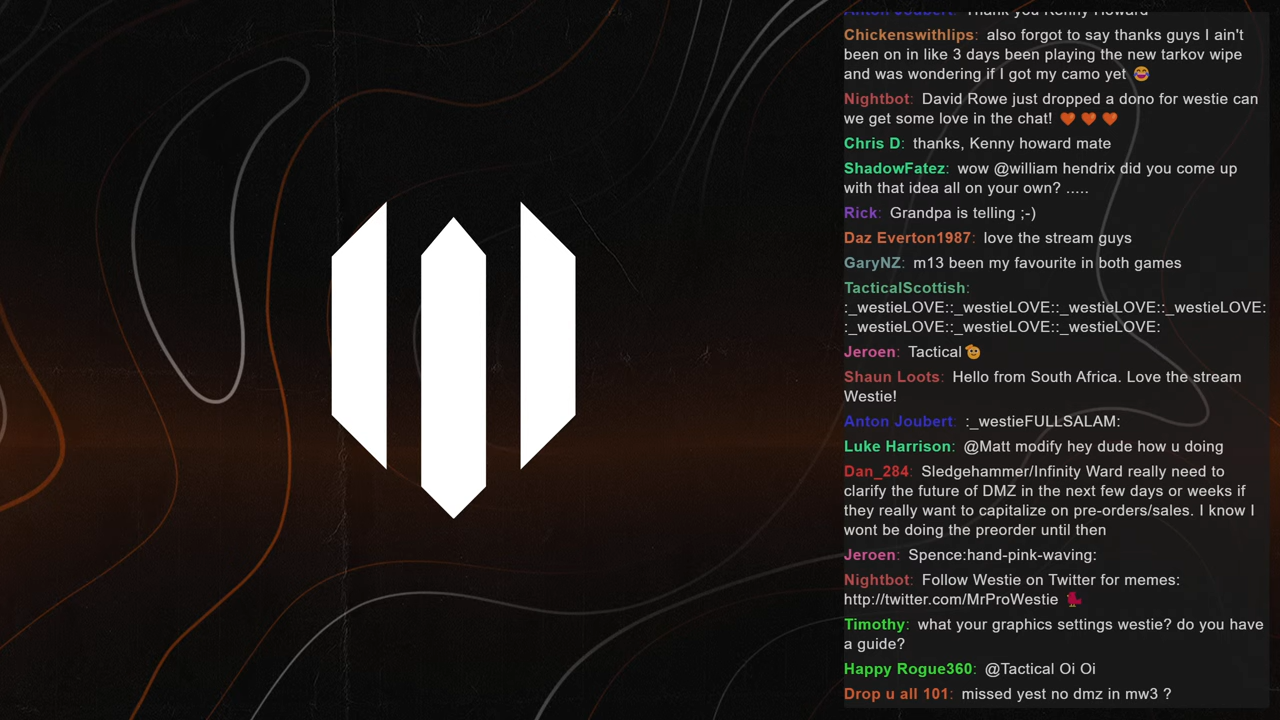 Anton Joubert: Thank you Kenny Howard
Chickenswithlips: also forgot to say thanks guys I ain't
been on in like 3 days been playing the new tarkov wipe
and was wondering if I got my camo yet 😂
Nightbot: David Rowe just dropped a dono for westie can
we get some love in the chat! 🧡 🧡 🧡
Chris D: thanks, Kenny howard mate
ShadowFatez: wow @william hendrix did you come up
with that idea all on your own? .....
Rick: Grandpa is telling ;-)
Daz Everton1987: love the stream guys
GaryNZ: m13 been my favourite in both games
TacticalScottish:
:_westieLOVE::_westieLOVE::_westieLOVE::_westieLOVE:
:_westieLOVE::_westieLOVE::_westieLOVE:
Jeroen: Tactical🫡
Shaun Loots: Hello from South Africa. Love the stream
Westie!
Anton Joubert: :_westieFULLSALAM:
Luke Harrison: @Matt modify hey dude how u doing
Dan_284: Sledgehammer/Infinity Ward really need to
clarify the future of DMZ in the next few days or weeks if
they really want to capitalize on pre-orders/sales. I know I
wont be doing the preorder until then
Jeroen: Spence:hand-pink-waving:
Nightbot: Follow Westie on Twitter for memes:
http://twitter.com/MrProWestie
Timothy: what your graphics settings westie? do you have
a guide?
Happy Rogue360: @Tactical Oi Oi
Drop u all 101: missed yest no dmz in mw3 ?